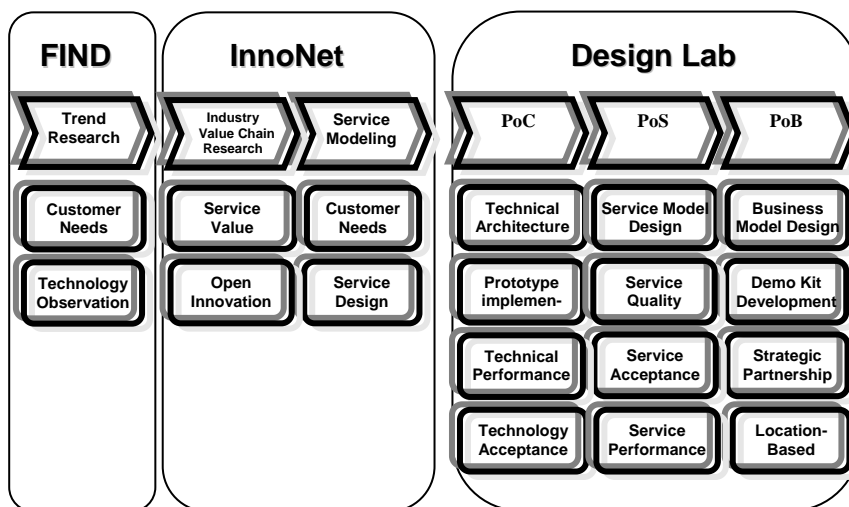 FIND
InnoNet
Design Lab
Trend
Research
Industry
Value Chain
Research
Service
Modeling
PoC
PoS
PoB
Customer
Needs
Service
Value
Customer
Needs
Technical
Architecture
Service Model
Design
Business
Model Design
Technology
Observation
Open
Innovation
Service
Design
Prototype
implemen-
Service
Quality
Demo Kit
Development
Technical
Performance
Service
Acceptance
Strategic
Partnership
Technology
Acceptance
Service
Performance
Location-
Based